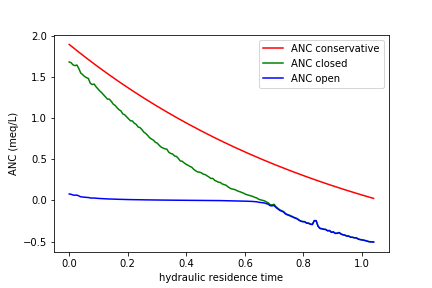 2.0
1.5
1.0
0.5
0.0
−0.5
ANC (meq/L)
ANC conservative
ANC closed
ANC open
0.0 0.2 0.4 0.6 0.8 1.0
hydraulic residence time